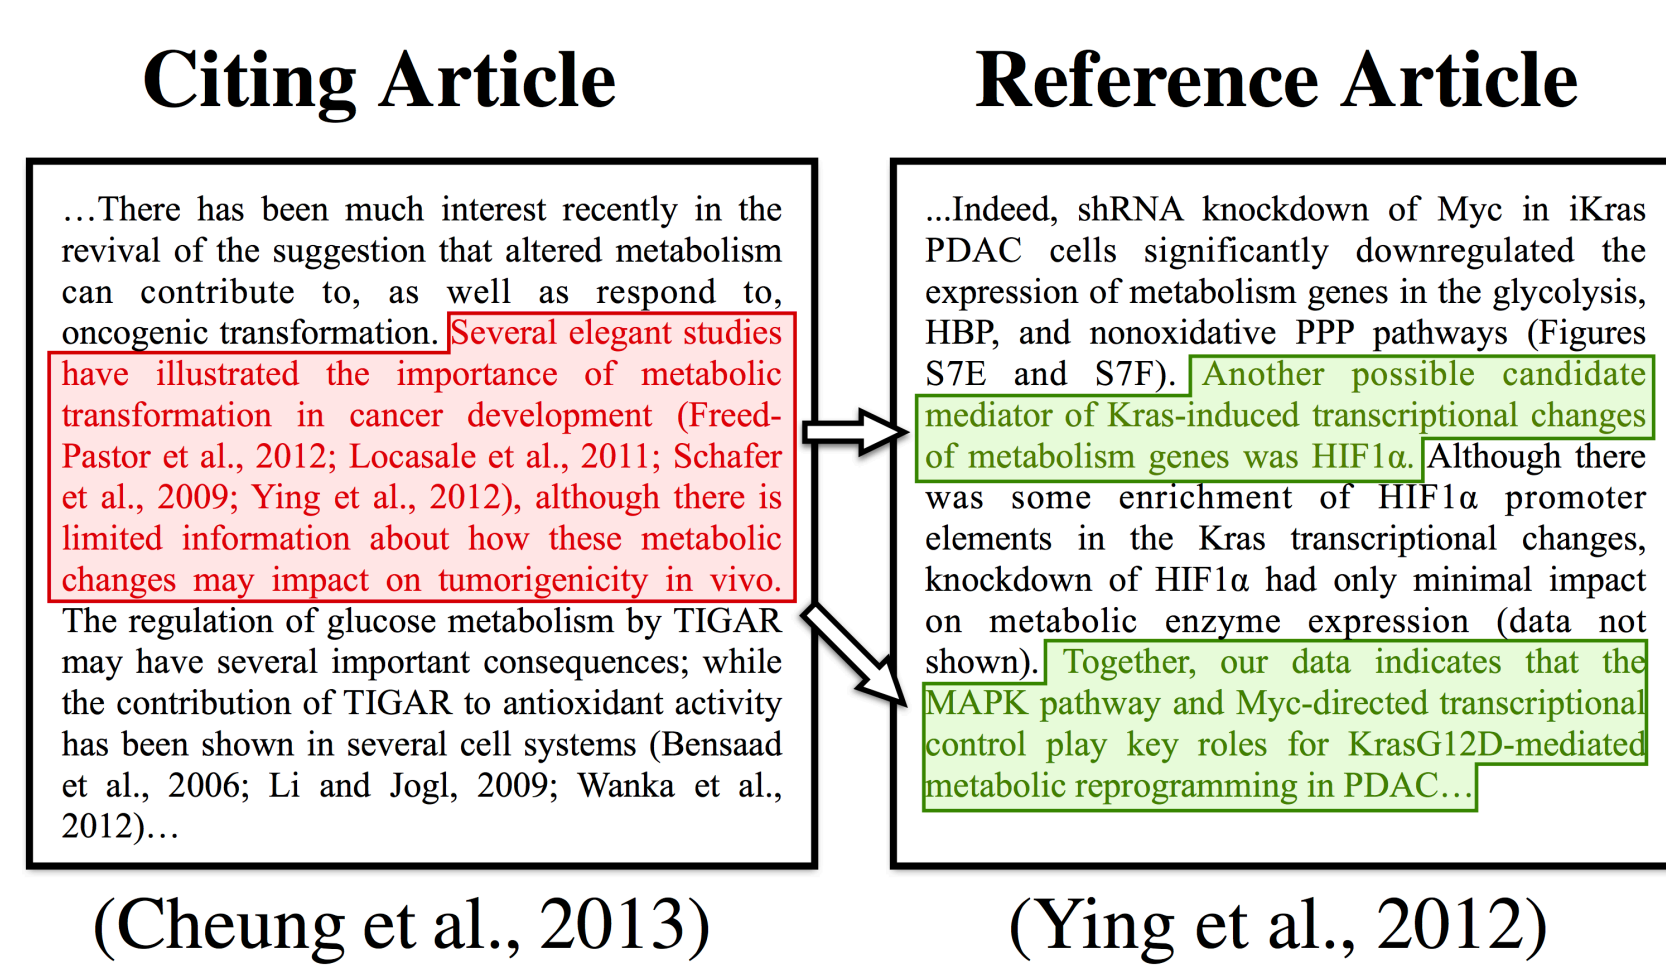 Citing Article
…There has been much interest recently in the
revival of the suggestion that altered metabolism
can contribute to, as well as respond to,
oncogenic transformation. Several elegant studies
have illustrated the importance of metabolic
transformation in cancer development (Freed-
Pastor et al., 2012; Locasale et al., 2011; Schafer
et al., 2009; Ying et al., 2012), although there is
limited information about how these metabolic
changes may impact on tumorigenicity in vivo.
The regulation of glucose metabolism by TIGAR
may have several important consequences; while
the contribution of TIGAR to antioxidant activity
has been shown in several cell systems (Bensaad
et al., 2006; Li and Jogl, 2009; Wanka et al.,
2012)…
(Cheung et al., 2013)
Reference Article
...Indeed, shRNA knockdown of Myc in iKras
PDAC cells significantly downregulated the
expression of metabolism genes in the glycolysis,
HBP, and nonoxidative PPP pathways (Figures
S7E and S7F). Another possible candidate
mediator of Kras-induced transcriptional changes
of metabolism genes was HIF1α. Although there
was some enrichment of HIF1α promoter
elements in the Kras transcriptional changes,
knockdown of HIF1α had only minimal impact
on metabolic enzyme expression (data not
shown). Together, our data indicates that the
MAPK pathway and Myc-directed transcriptional
control play key roles for KrasG12D-mediated
metabolic reprogramming in PDAC…
(Ying et al., 2012)